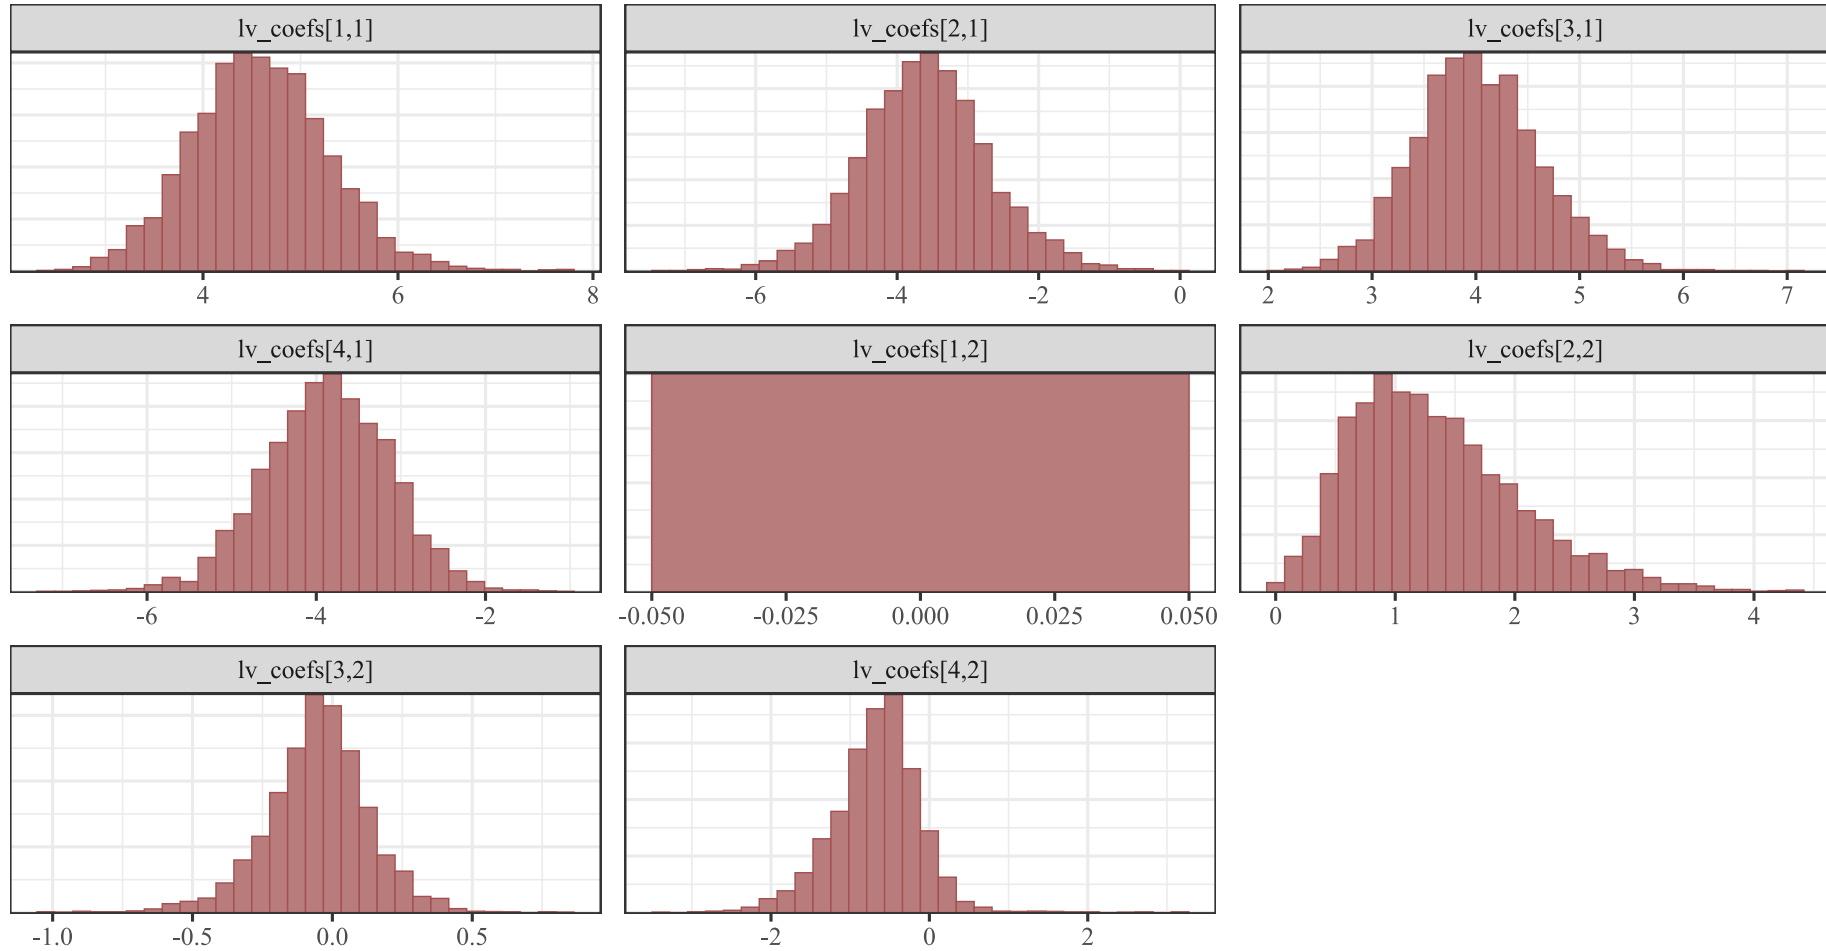 lv_coefs[1,1] lv_coefs[2,1] lv_coefs[3,1]
4 6 8 -6 -4 -2 0 2 3 4 5 6 7
lv_coefs[4,1] lv_coefs[1,2] lv_coefs[2,2]
-6 -4 -2 -0.050 -0.025 0.000 0.025 0.050 0 1 2 3 4
lv_coefs[3,2] lv_coefs[4,2]
-1.0 -0.5 0.0 0.5 -2 0 2